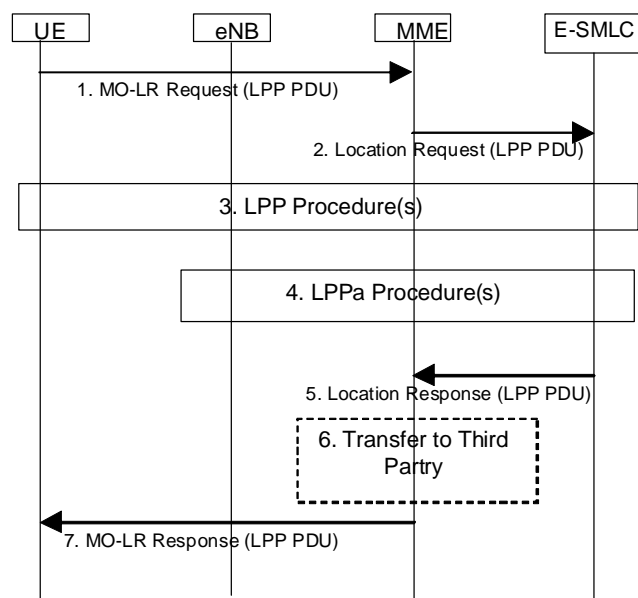 UE eNB MME E-SMLC
1. MO-LR Request (LPP PDU)
2. Location Request (LPP PDU)
3. LPP Procedure(s)
4. LPPa Procedure(s)
5. Location Response (LPP PDU)
6. Transfer to Third
Partry
7. MO-LR Response (LPP PDU)